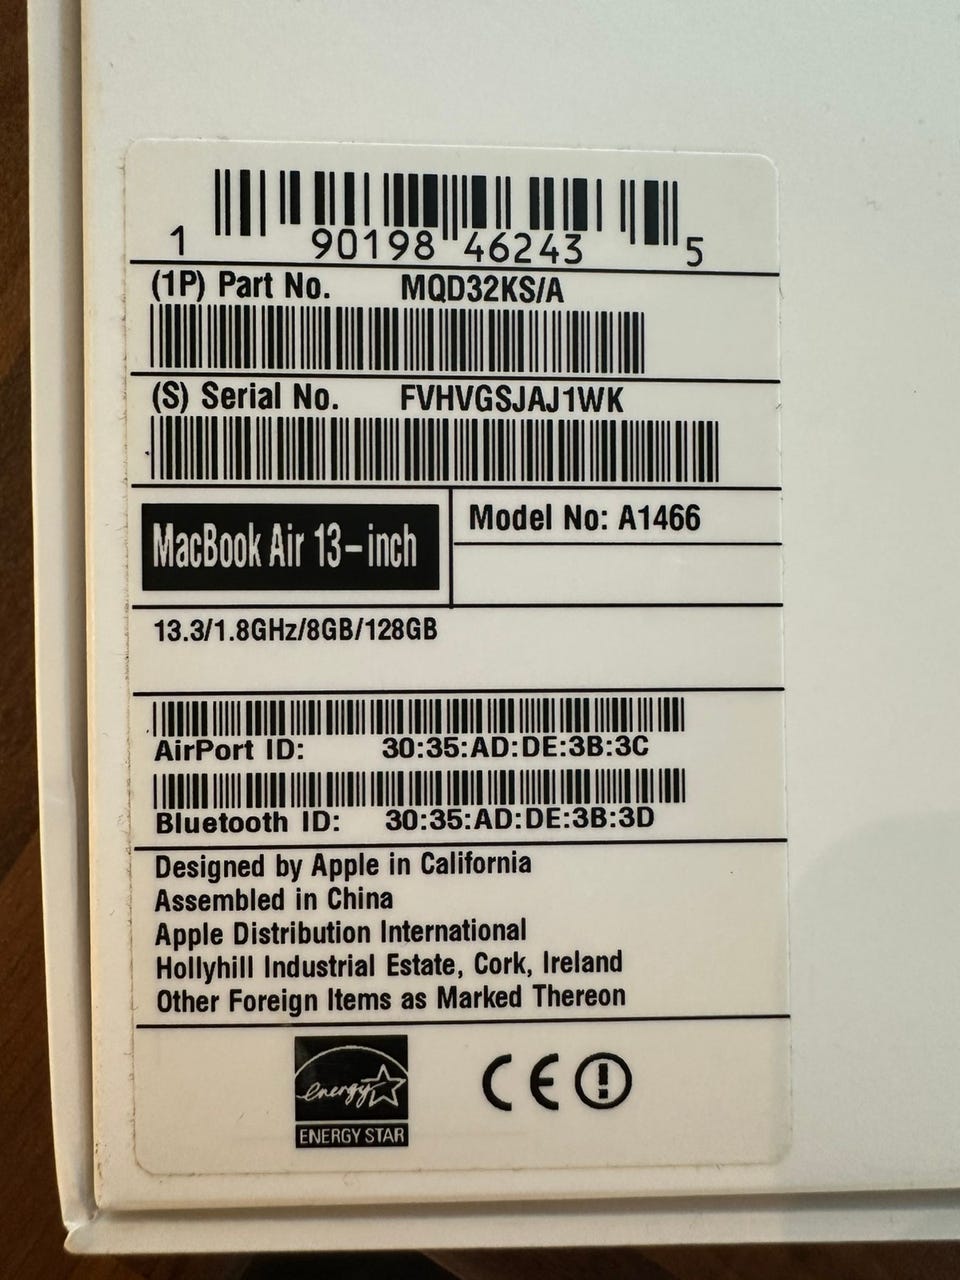 1 90198 46243 5
(1P) Part No. MQD32KS/A
(S) Serial No. FVHVGSJAJ1WK
MacBook Air 13-inch
Model No: A1466
13.3/1.8GHz/8GB/128GB
AirPort ID: 30:35:AD:DE:3B:3C
Bluetooth ID: 30:35:AD:DE:3B:3D
Designed by Apple in California
Assembled in China
Apple Distribution International
Hollyhill Industrial Estate, Cork, Ireland
Other Foreign Items as Marked Thereon
energy
ENERGY STAR
CE